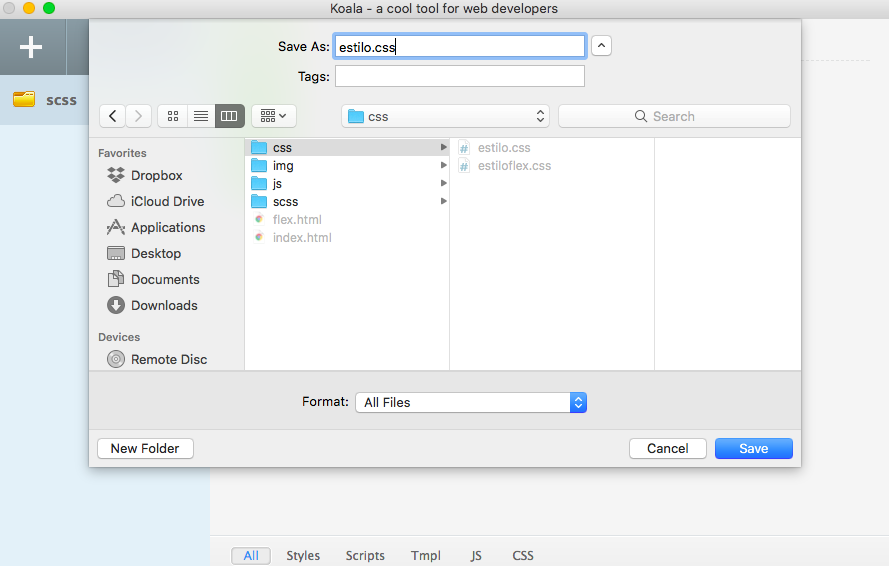 Koala - a cool tool for web developers
Save As: estilo.css
Tags:
scss
css
Search
Favorites
Dropbox
iCloud Drive
Applications
Desktop
Documents
Downloads
Devices
Remote Disc
css
img
js
scss
flex.html
index.html
estilo.css
estiloflex.css
Format: All Files
New Folder
Cancel
Save
All
Styles
Scripts
Tmpl
JS
CSS